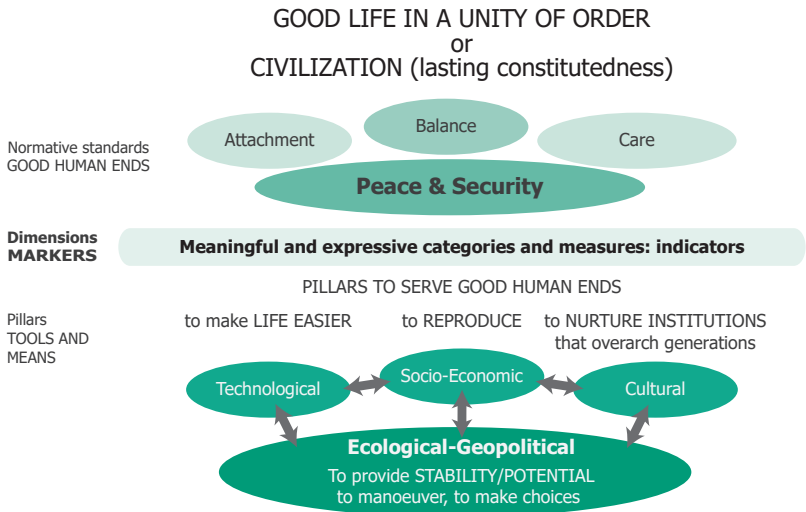 GOOD LIFE IN A UNITY OF ORDER
or
CIVILIZATION (lasting constitutedness)
Attachment
Balance
Care
Normative standards
GOOD HUMAN ENDS
Peace & Security
Dimensions
MARKERS
Meaningful and expressive categories and measures: indicators
PILLARS TO SERVE GOOD HUMAN ENDS
Pillars
TOOLS AND
MEANS
to make LIFE EASIER
to REPRODUCE
to NURTURE INSTITUTIONS
that overarch generations
Technological
Socio-Economic
Cultural
Ecological-Geopolitical
To provide STABILITY/POTENTIAL
to manoeuver, to make choices